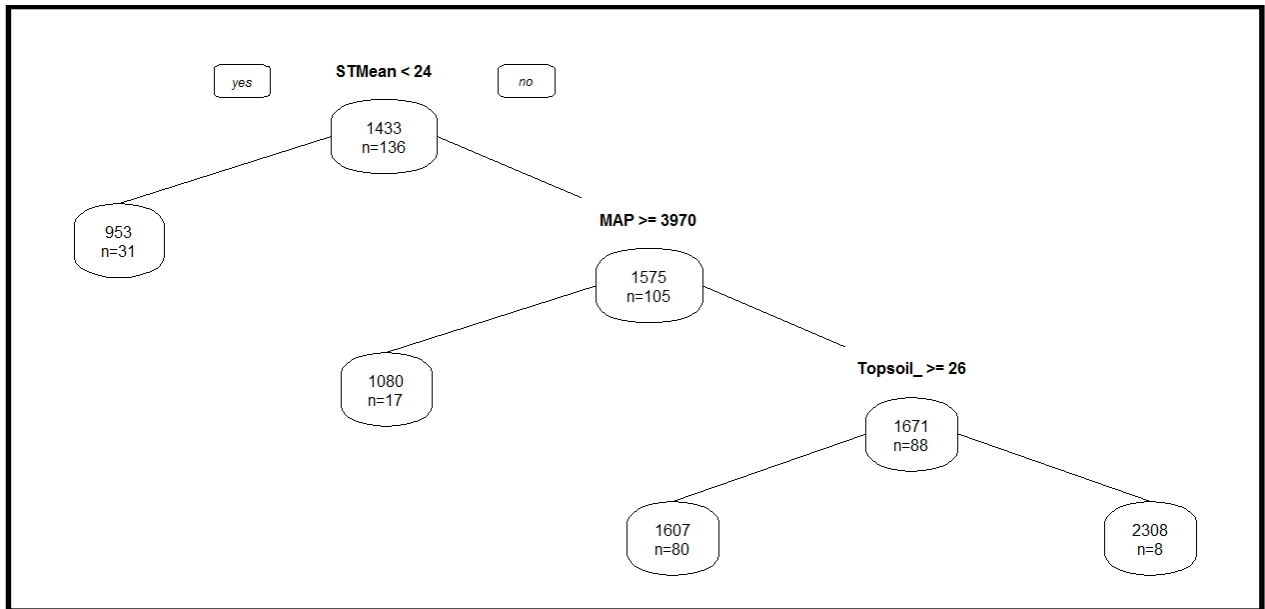 STMean < 24
yes
no
1433
n=136
953
n=31
MAP >= 3970
1575
n=105
1080
n=17
Topsoil_ >= 26
1671
n=88
1607
n=80
2308
n=8